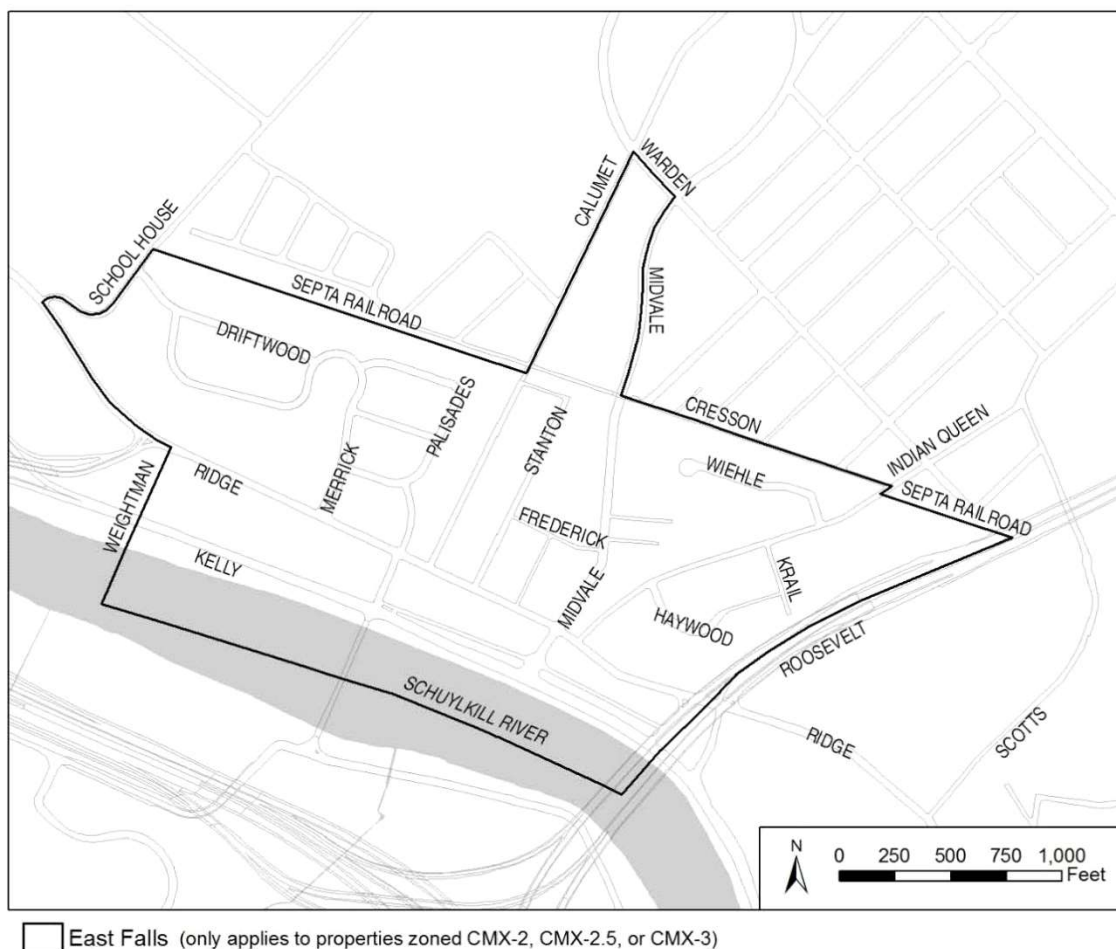 WARDEN
CALUMET
SCHOOL HOUSE
SEPTA RAILROAD
MIDVALE
DRIFTWOOD
PALISADES
CRESSON
STANTON
INDIAN QUEEN
WIEHLE
SEPTA RAILROAD
MERRICK
RIDGE
WEIGHTMAN
FREDERICK
KELLY
KRAIL
MIDVALE
HAYWOOD
ROOSEVELT
SCHUYLKILL RIVER
RIDGE
SCOTTS
N
0 250 500 750 1,000
Feet
East Falls (only applies to properties zoned CMX-2, CMX-2.5, or CMX-3)